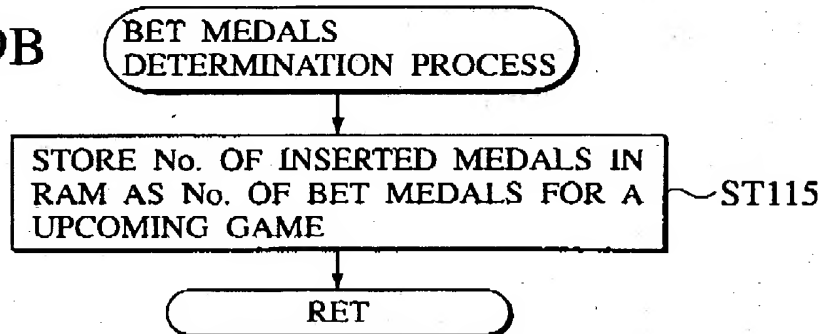 BET MEDALS
DETERMINATION PROCESS
STORE No. OF INSERTED MEDALS IN
RAM AS No. OF BET MEDALS FOR A
UPCOMING GAME
ST115
RET